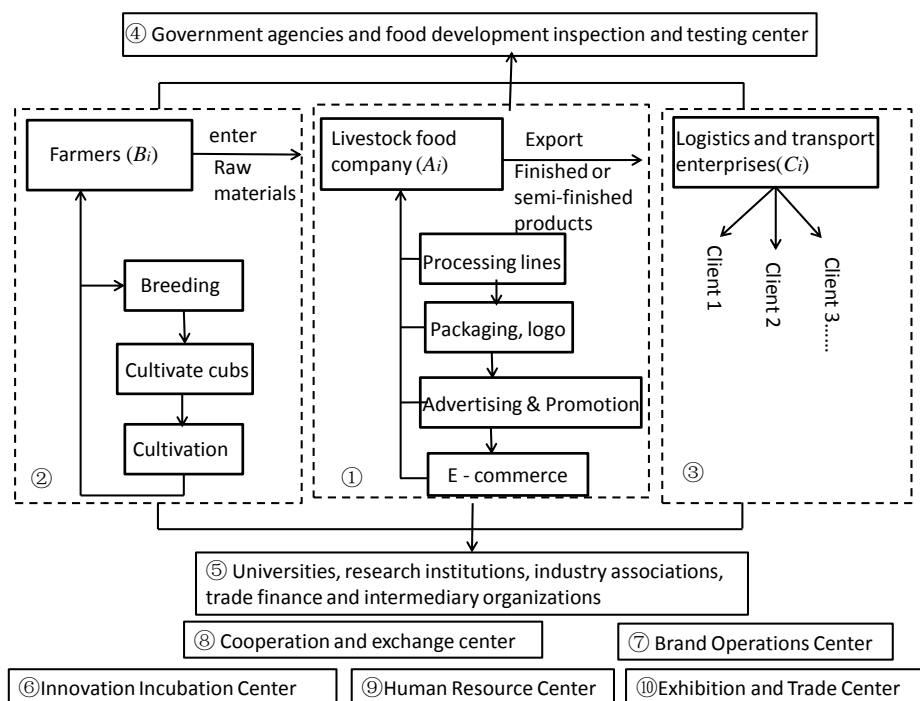 ④ Government agencies and food development inspection and testing center
Farmers (Bi)
enter
Raw
materials
Breeding
Cultivate cubs
Cultivation
②
Livestock food
company (Ai)
Export
Finished or
semi-finished
products
Processing lines
Packaging, logo
Advertising & Promotion
E - commerce
①
Logistics and transport
enterprises(Ci)
Client 1
Client 2
Client 3......
③
⑤ Universities, research institutions, industry associations,
trade finance and intermediary organizations
⑧ Cooperation and exchange center
⑦ Brand Operations Center
⑥Innovation Incubation Center
⑨Human Resource Center
⑩Exhibition and Trade Center